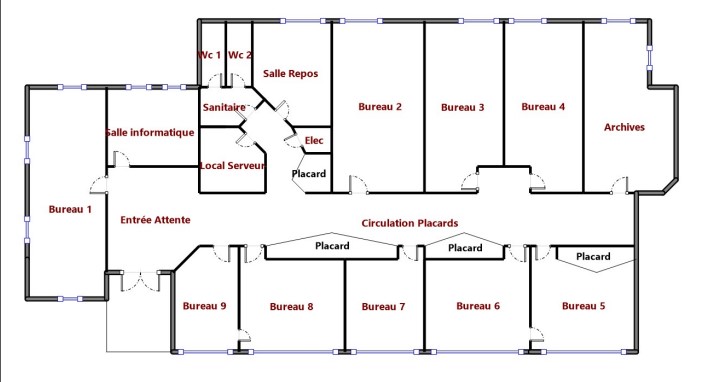 Wc 1
Wc 2
Salle Repos
Sanitaire
Bureau 2
Bureau 3
Bureau 4
Archives
Salle informatique
Elec
Local Serveur
Placard
Bureau 1
Entrée Attente
Circulation Placards
Placard
Placard
Placard
Bureau 9
Bureau 8
Bureau 7
Bureau 6
Bureau 5